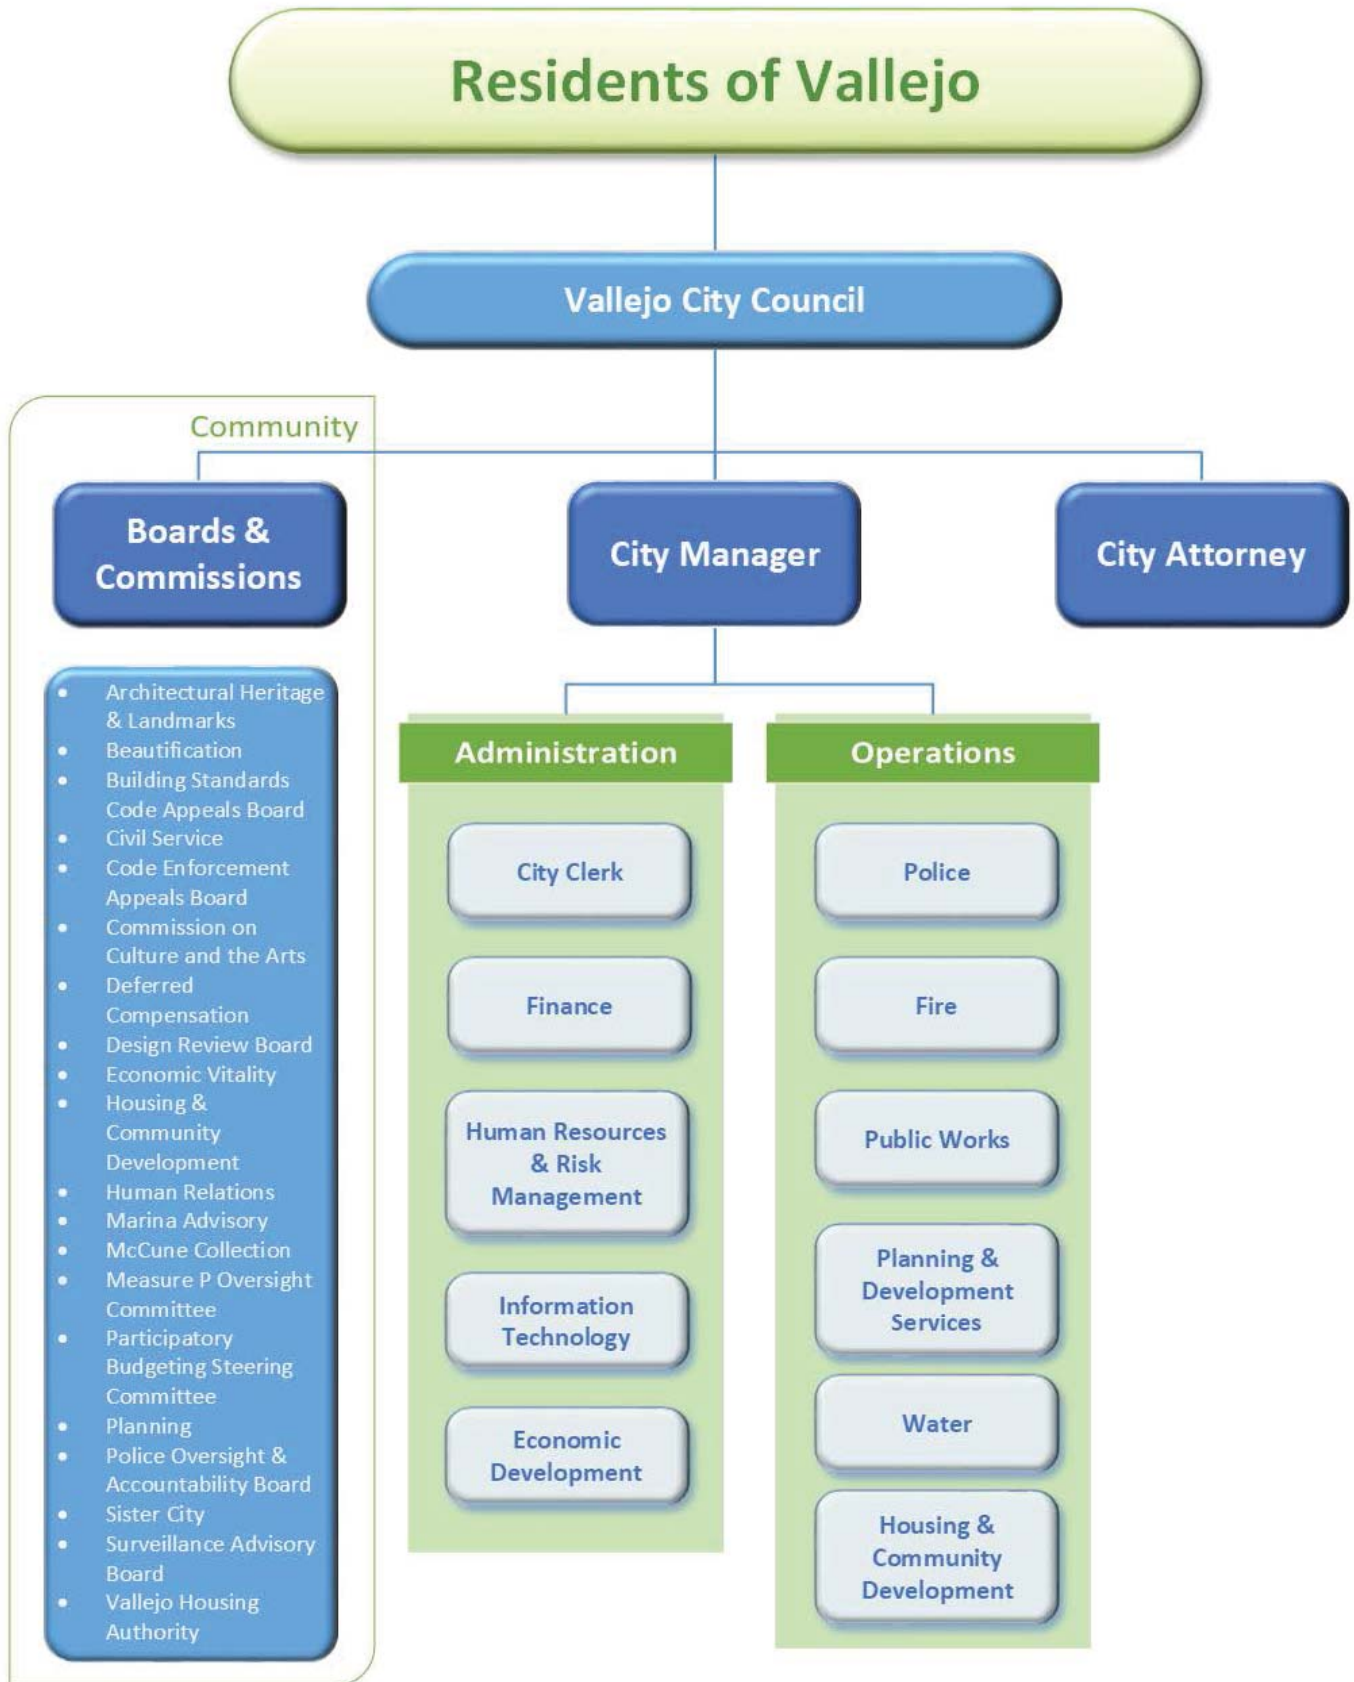 Residents of Vallejo
Vallejo City Council
Community
Boards &
Commissions
City Manager
City Attorney
• Architectural Heritage
& Landmarks
• Beautification
• Building Standards
Code Appeals Board
• Civil Service
• Code Enforcement
Appeals Board
• Commission on
Culture and the Arts
• Deferred
Compensation
• Design Review Board
• Economic Vitality
• Housing &
Community
Development
• Human Relations
• Marina Advisory
• McCune Collection
• Measure P Oversight
Committee
• Participatory
Budgeting Steering
Committee
• Planning
• Police Oversight &
Accountability Board
• Sister City
• Surveillance Advisory
Board
• Vallejo Housing
Authority
Administration
City Clerk
Finance
Human Resources
& Risk
Management
Information
Technology
Economic
Development
Operations
Police
Fire
Public Works
Planning &
Development
Services
Water
Housing &
Community
Development